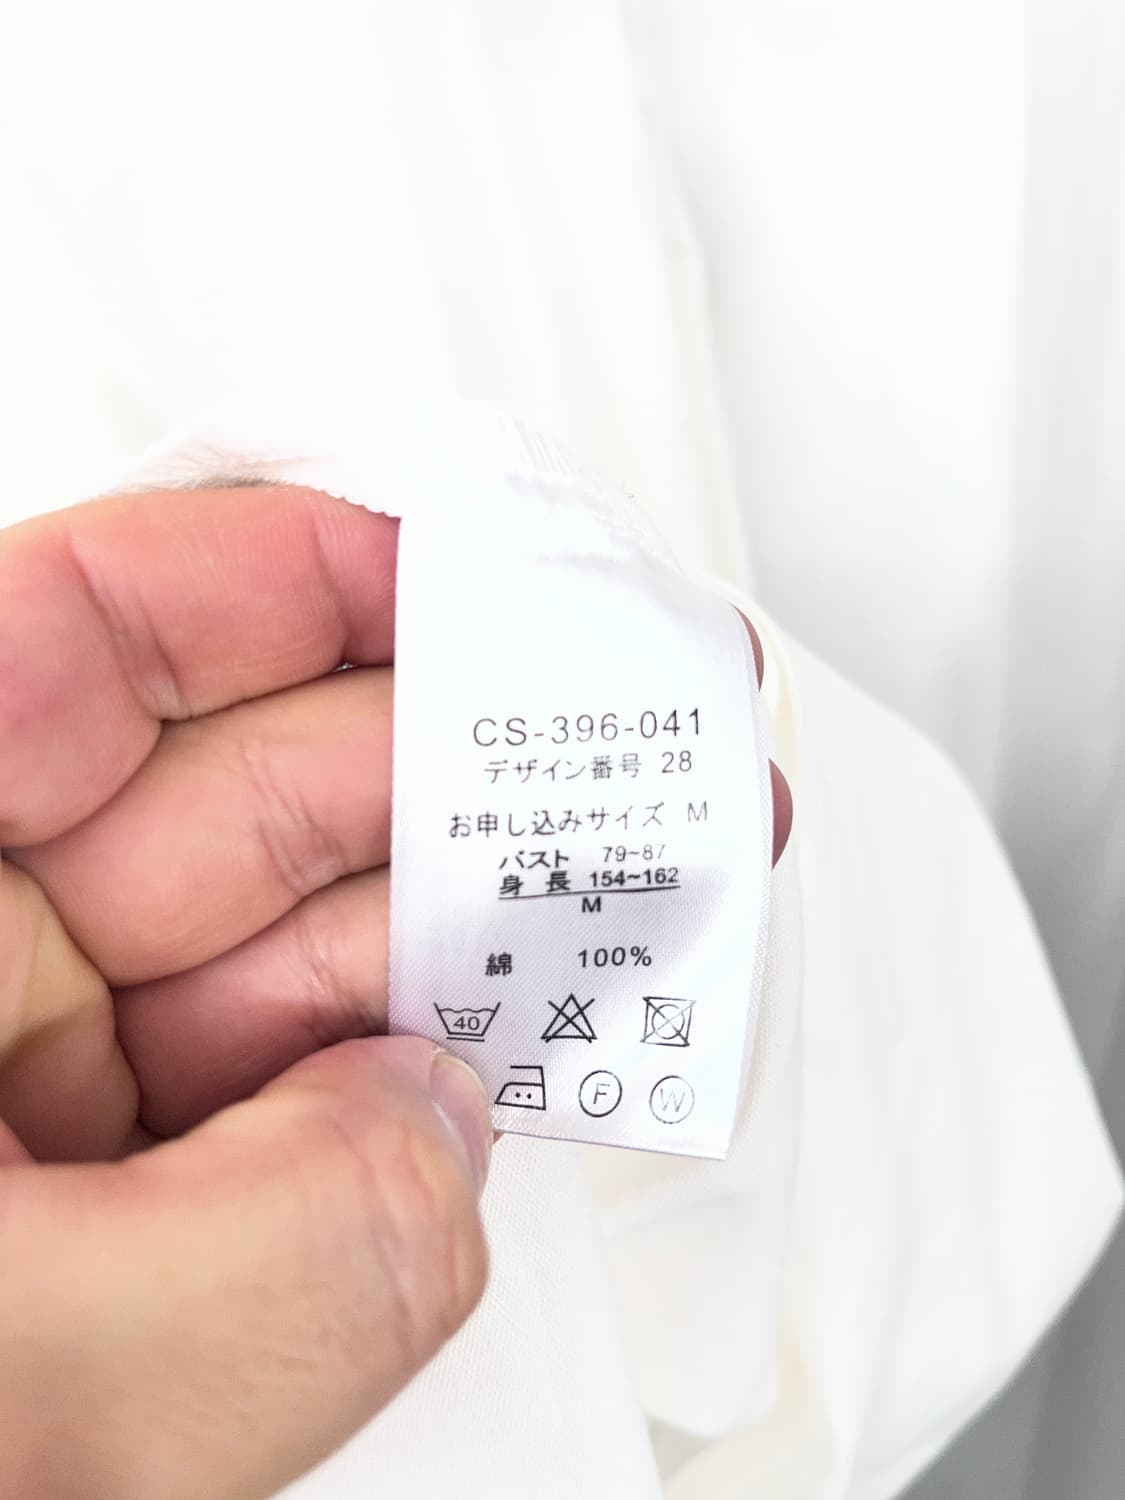 CS-396-041
デザイン番号 28
お申し込みサイズ M
バスト 79~87
身 長 154~162
M
綿 100%
40
F W